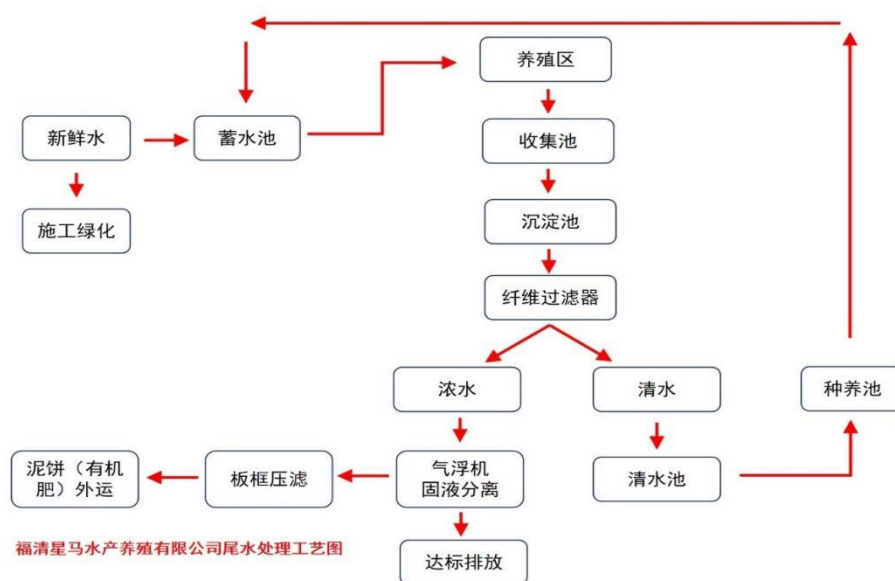 养殖区
新鲜水
蓄水池
收集池
施工绿化
沉淀池
纤维过滤器
浓水
清水
种养池
泥饼（有机
肥）外运
板框压滤
气浮机
固液分离
清水池
福清星马水产养殖有限公司尾水处理工艺图
达标排放